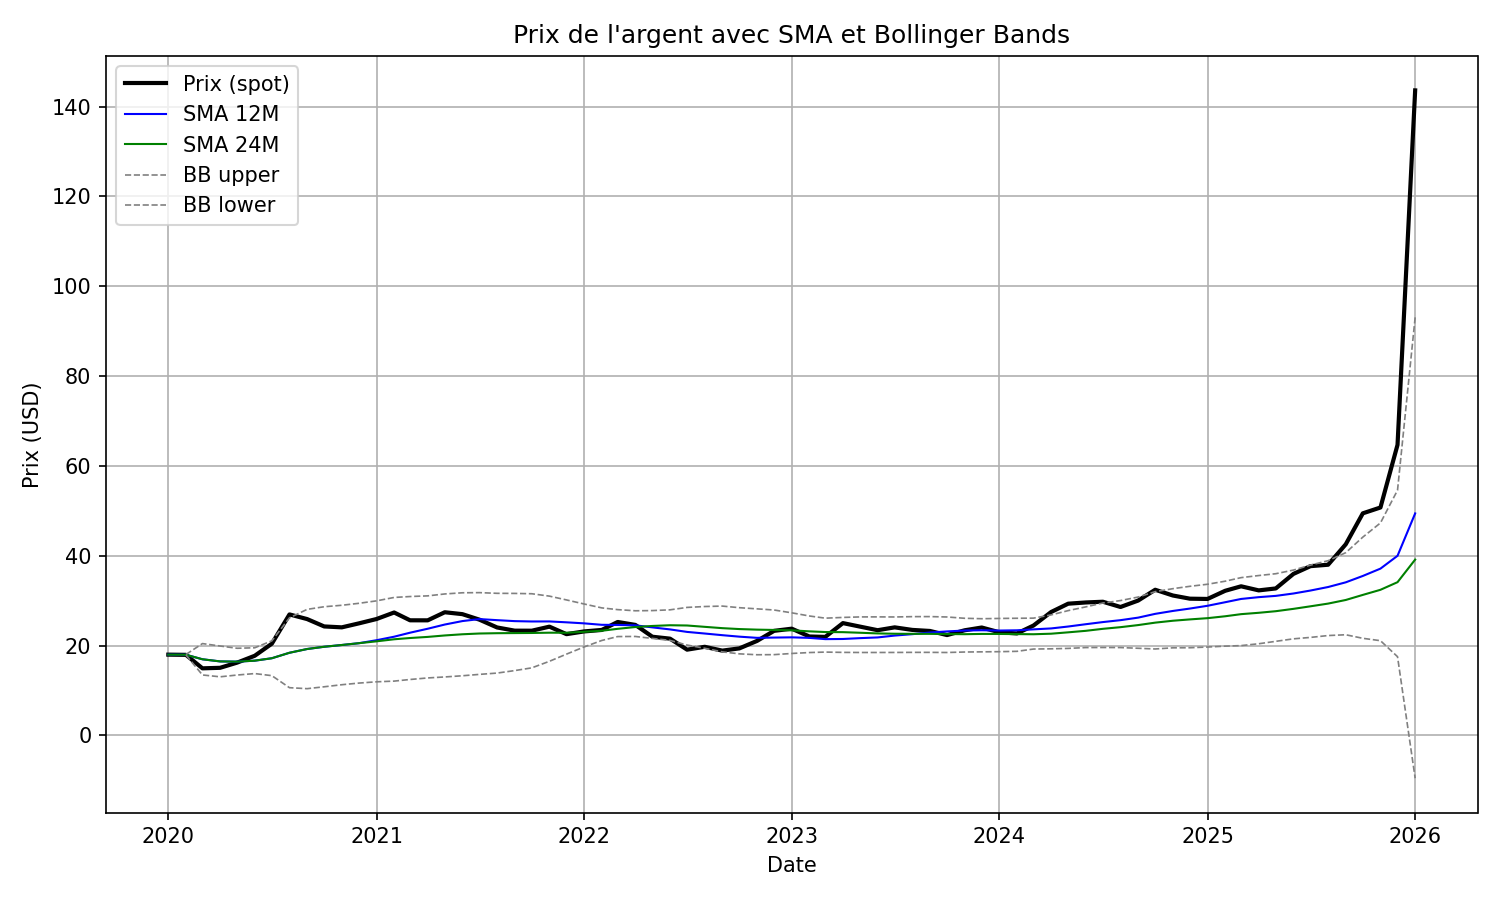 Prix de l'argent avec SMA et Bollinger Bands
Prix (spot)
SMA 12M
SMA 24M
BB upper
BB lower
140
120
100
80
60
40
20
0
Prix (USD)
2020 2021 2022 2023 2024 2025 2026
Date